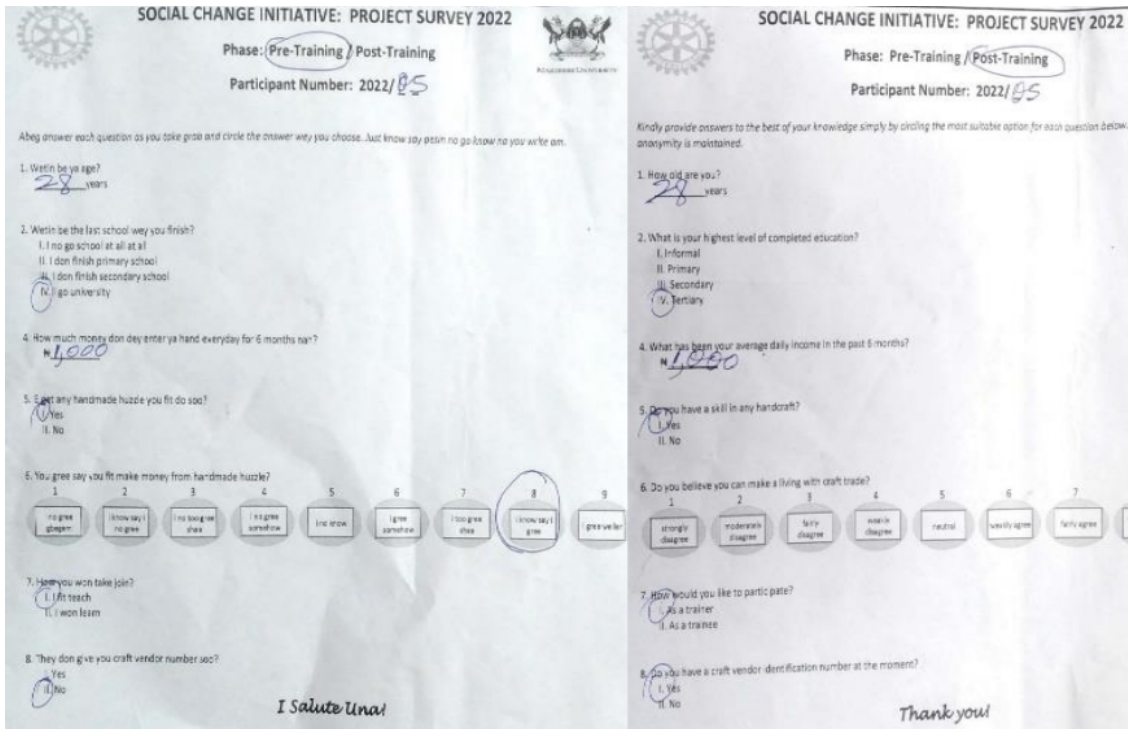 SOCIAL CHANGE INITIATIVE: PROJECT SURVEY 2022
Phase: Pre-Training / Post-Training
Participant Number: 2022/05
MAKERERE UNIVERSITY
Abeg answer each question as you take grab and circle the answer wey you choose. Just know say petin no go know na you write am.
1. Wetin be ya age?
28 years
2. Wetin be the last school wey you finish?
I. I no go school at all at all
II. I don finish primary school
III. I don finish secondary school
IV. I go university
4. How much money don dey enter ya hand everyday for 6 months nah?
₦ 1,000
5. E get any handmade huzzle you fit do soo?
I. Yes
II. No
6. You gree say you fit make money from handmade huzzle?
1 2 3 4 5 6 7 8 9
no gree gbegem
I know say I no gree
I no too gree shea
I no gree somehow
I no know
I gree somehow
I too gree shea
I know say I gree
I gree well er
7. How you won take join?
I. I fit teach
II. I won learn
8. They don give you craft vendor number soo?
I. Yes
II. No
I Salute Una!
SOCIAL CHANGE INITIATIVE: PROJECT SURVEY 2022
Phase: Pre-Training / Post-Training
Participant Number: 2022/05
Kindly provide answers to the best of your knowledge simply by circling the most suitable option for each question below.
anonymity is maintained.
1. How old are you?
28 years
2. What is your highest level of completed education?
I. Informal
II. Primary
III. Secondary
V. Tertiary
4. What has been your average daily income in the past 6 months?
₦ 1,000
5. Do you have a skill in any handcraft?
I. Yes
II. No
6. Do you believe you can make a living with craft trade?
1 2 3 4 5 6 7
strongly disagree
moderately disagree
fairly disagree
weakly disagree
neutral
weakly agree
fairly agree
7. How would you like to participate?
I. As a trainer
II. As a trainee
8. Do you have a craft vendor identification number at the moment?
I. Yes
II. No
Thank you!